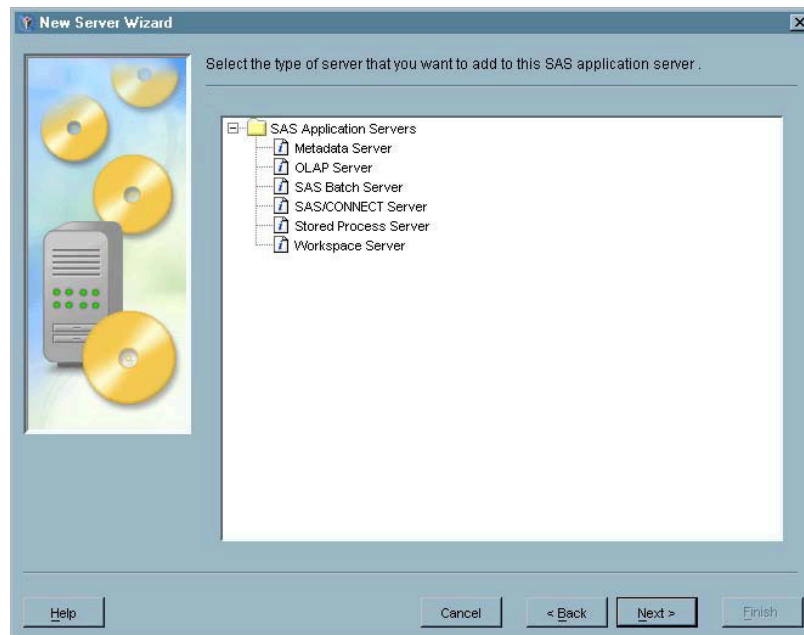 New Server Wizard
Select the type of server that you want to add to this SAS application server .
SAS Application Servers
Metadata Server
OLAP Server
SAS Batch Server
SAS/CONNECT Server
Stored Process Server
Workspace Server
Help
Cancel
< Back
Next >
Finish